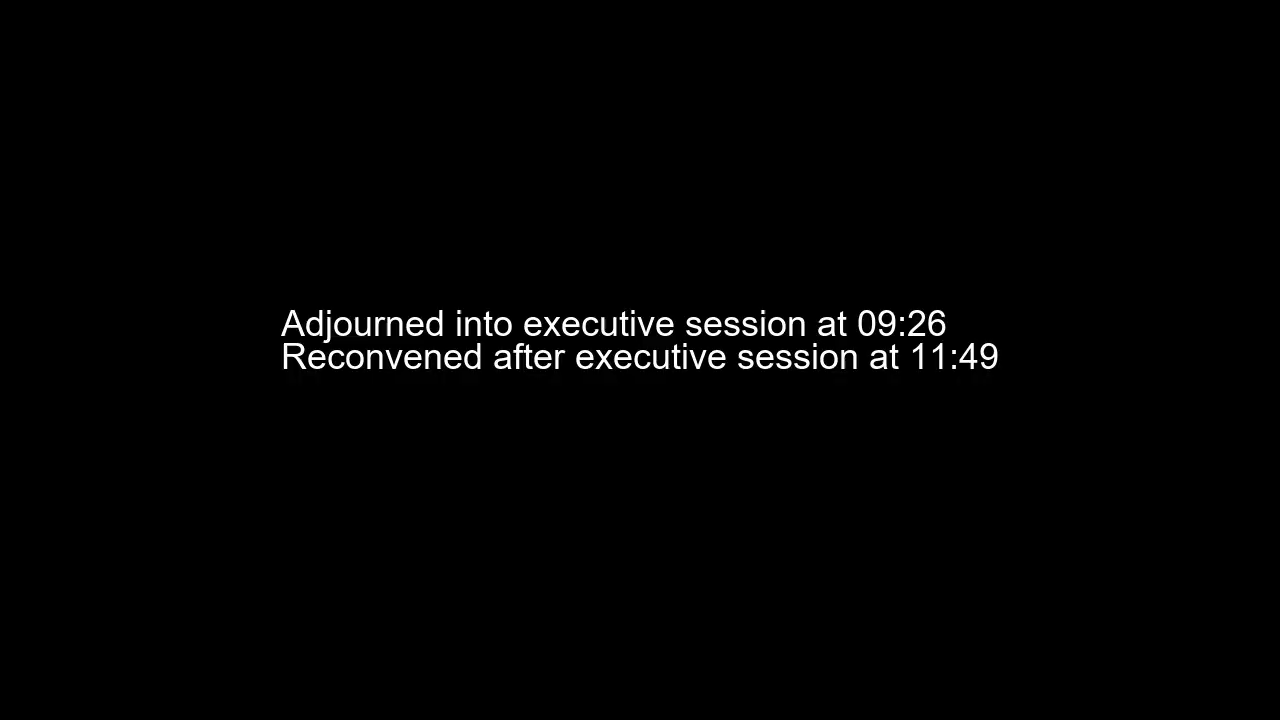 Adjourned into executive session at 09:26
Reconvened after executive session at 11:49